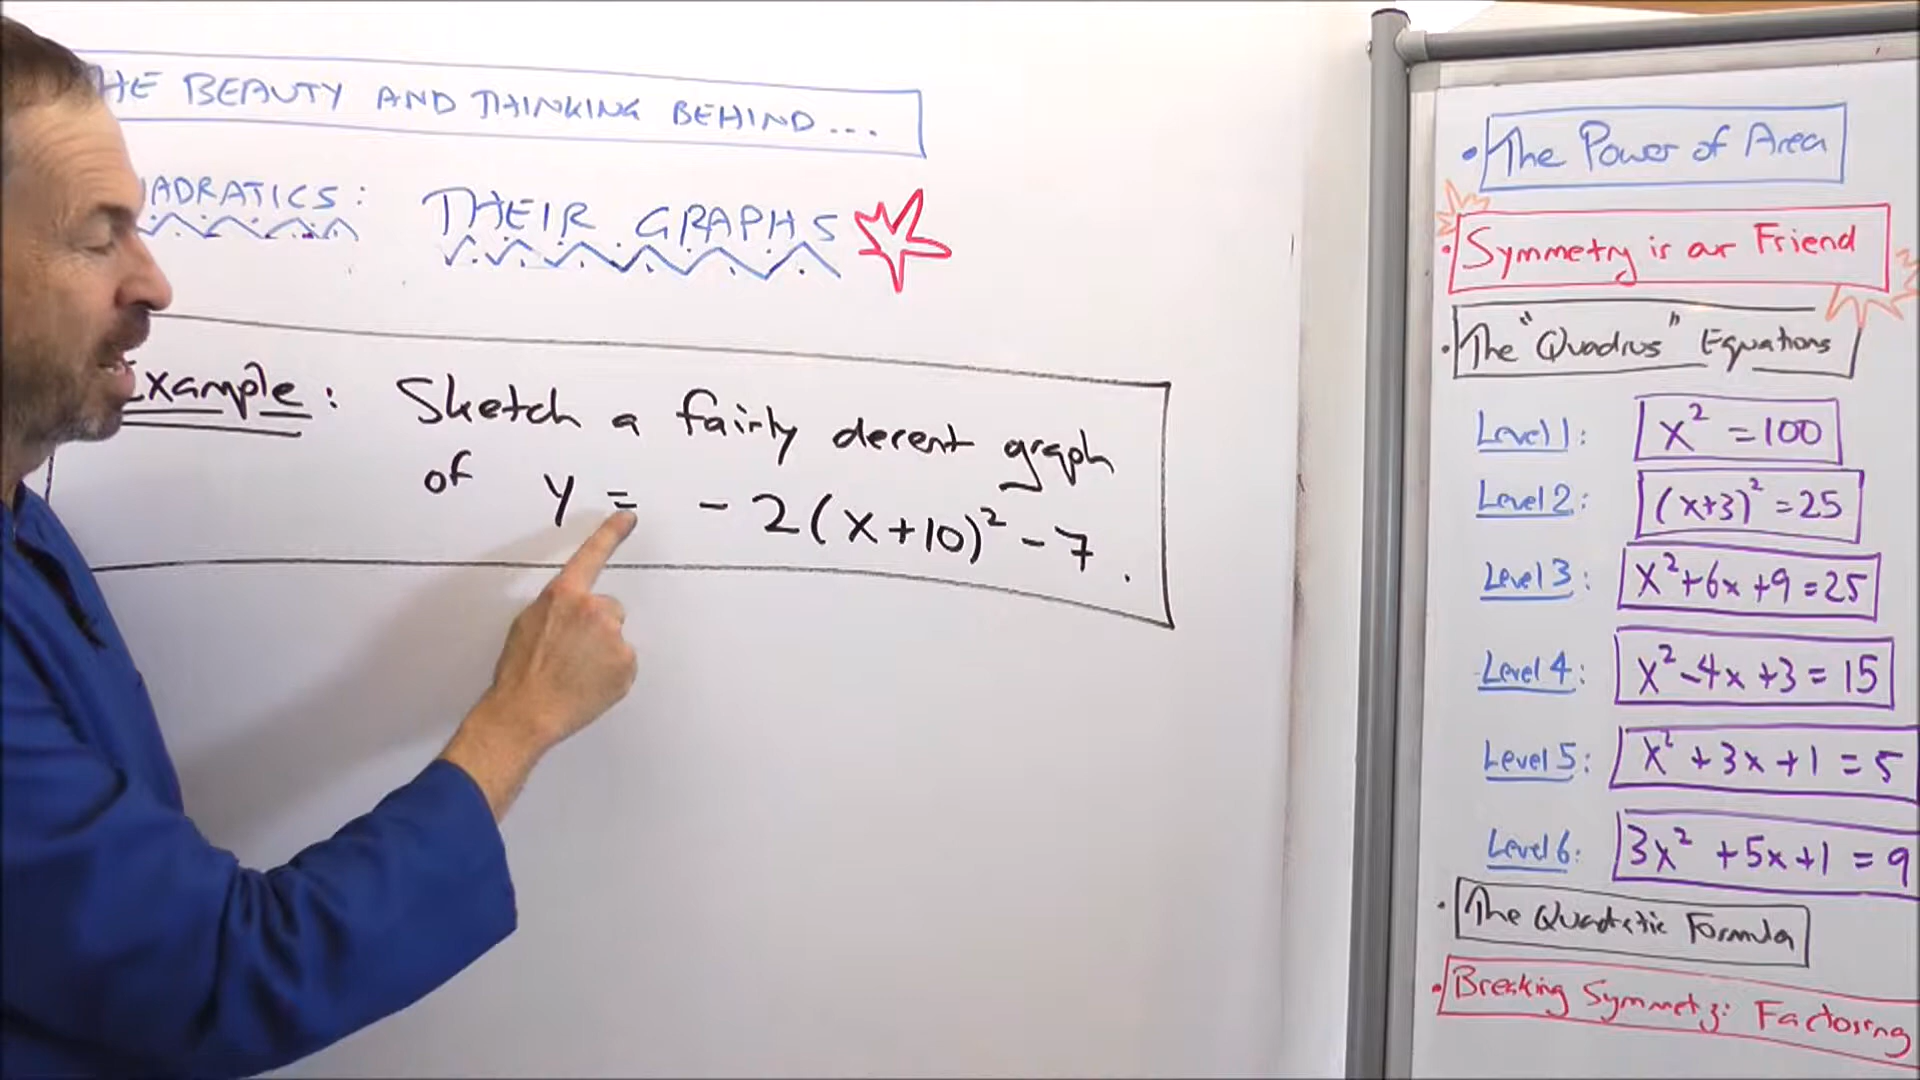 HE BEAUTY AND THINKING BEHIND...
ADRATICS: THEIR GRAPHS
Example: Sketch a fairly decent graph
of y = -2(x+10)² - 7.
• The Power of Area
• Symmetry is our Friend
• The "Quadrus" Equations
Level 1: x² = 100
Level 2: (x+3)² = 25
Level 3: x² + 6x + 9 = 25
Level 4: x² - 4x + 3 = 15
Level 5: x² + 3x + 1 = 5
Level 6: 3x² + 5x + 1 = 9
• The Quadratic Formula
• Breaking Symmetry: Factoring